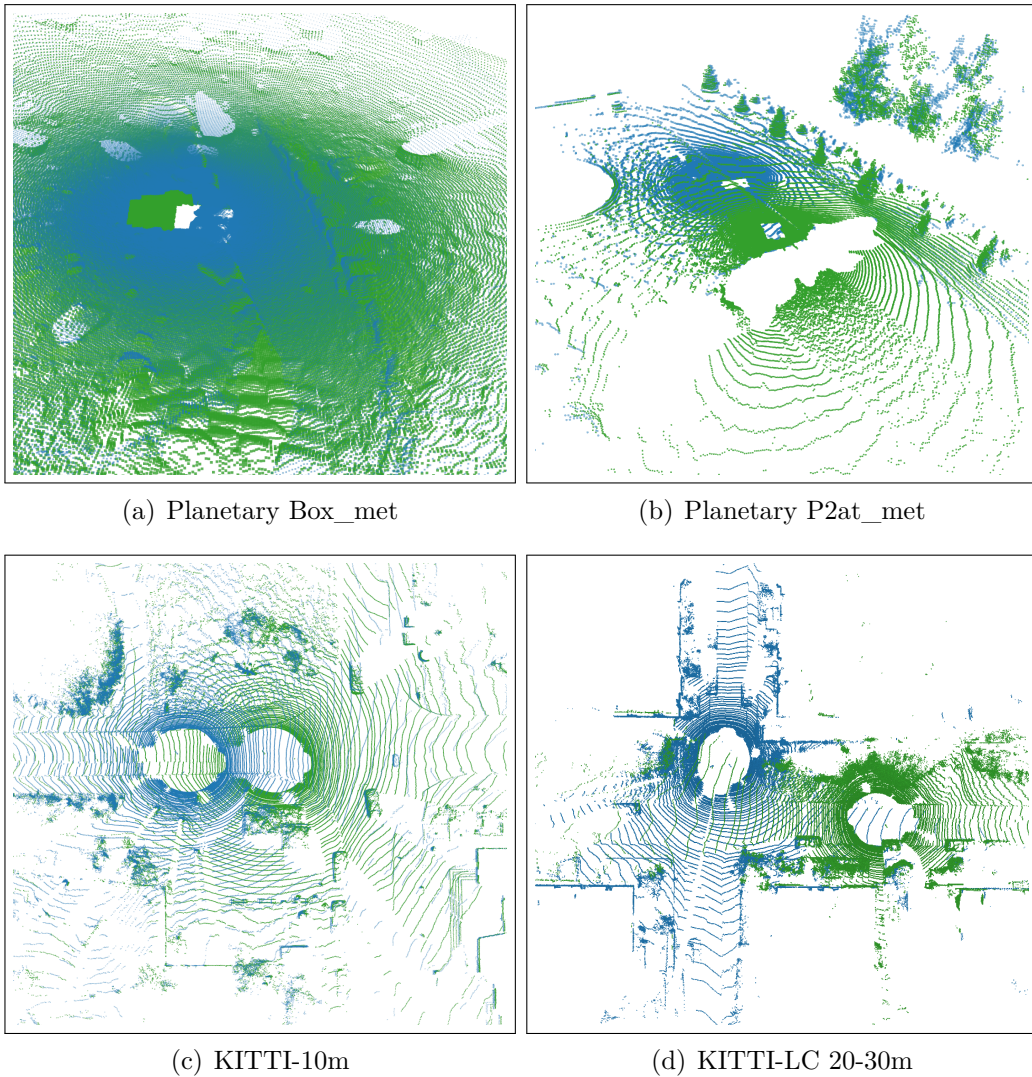 (a) Planetary Box_met
(b) Planetary P2at_met
(c) KITTI-10m
(d) KITTI-LC 20-30m